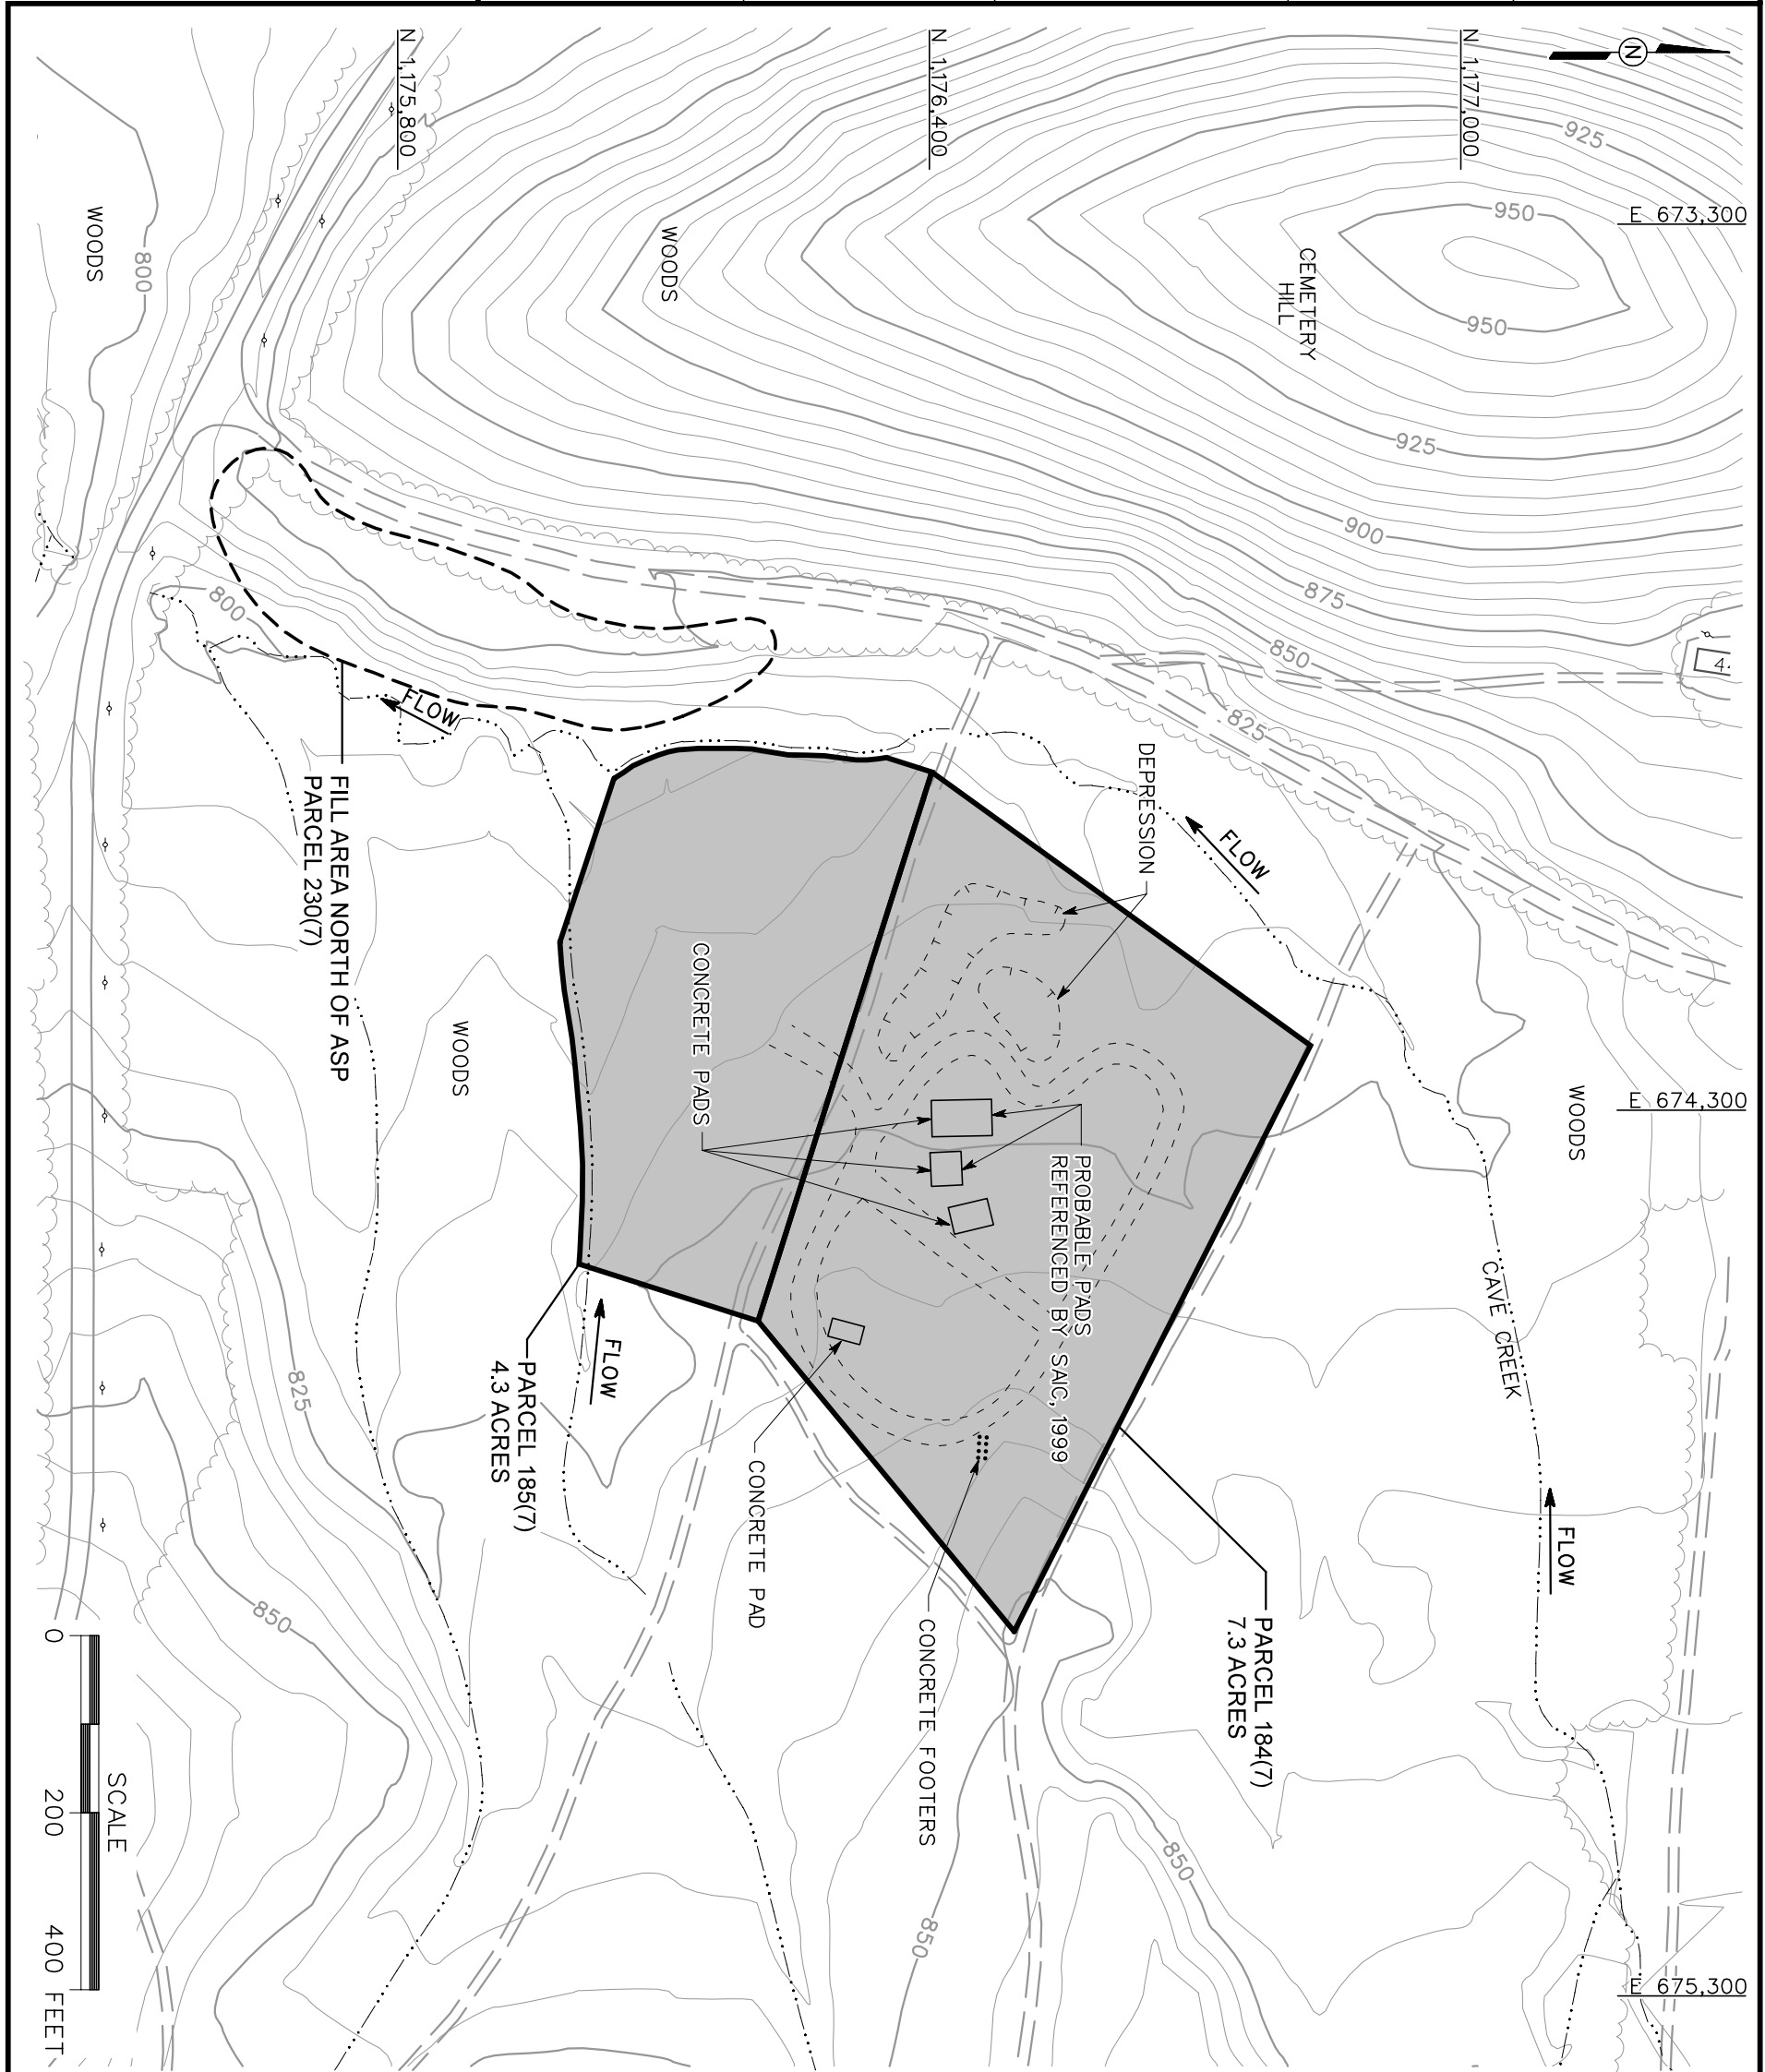 N
N 1,177,000
N 1,176,400
N 1,175,800
E 673,300
E 674,300
E 675,300
925
950
950
CEMETERY
HILL
925
900
875
850
825
WOODS
WOODS
800
800
DEPRESSION
FLOW
FLOW
FILL AREA NORTH OF ASP
PARCEL 230(7)
WOODS
CAVE CREEK
FLOW
CONCRETE PADS
PROBABLE PADS
REFERENCED BY SAIC, 1999
WOODS
FLOW
PARCEL 185(7)
4.3 ACRES
PARCEL 184(7)
7.3 ACRES
CONCRETE PAD
CONCRETE FOOTERS
825
850
850
850
SCALE
0 200 400 FEET